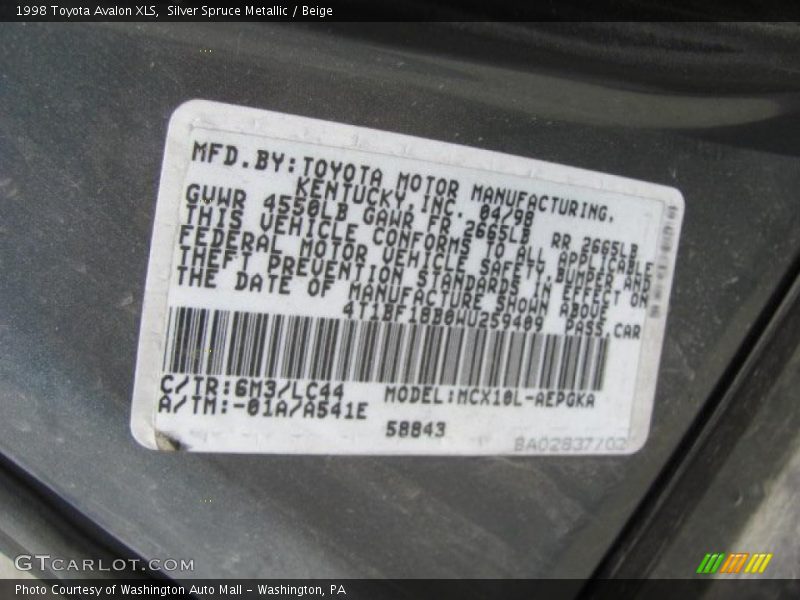 1998 Toyota Avalon XLS,  Silver Spruce Metallic / Beige
MFD.BY:TOYOTA MOTOR MANUFACTURING,
KENTUCKY,INC. 04/98
GVWR 4550LB GAWR FR 2665LB RR 2665LB
THIS VEHICLE CONFORMS TO ALL APPLICABLE
FEDERAL MOTOR VEHICLE SAFETY,BUMPER,AND
THEFT PREVENTION STANDARDS IN EFFECT ON
THE DATE OF MANUFACTURE SHOWN ABOVE
4T1BF18B0WU259409 PASS.CAR
C/TR:6M3/LC44 MODEL:MCX10L-AEPGKA
A/TM:-01A/A541E
58843
BA02837702
GTCARLOT.COM
Photo Courtesy of Washington Auto Mall - Washington, PA